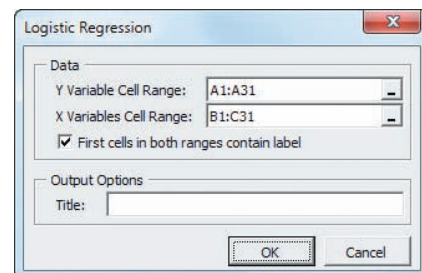 Logistic Regression
Data
Y Variable Cell Range: A1:A31
X Variables Cell Range: B1:C31
First cells in both ranges contain label
Output Options
Title:
OK Cancel